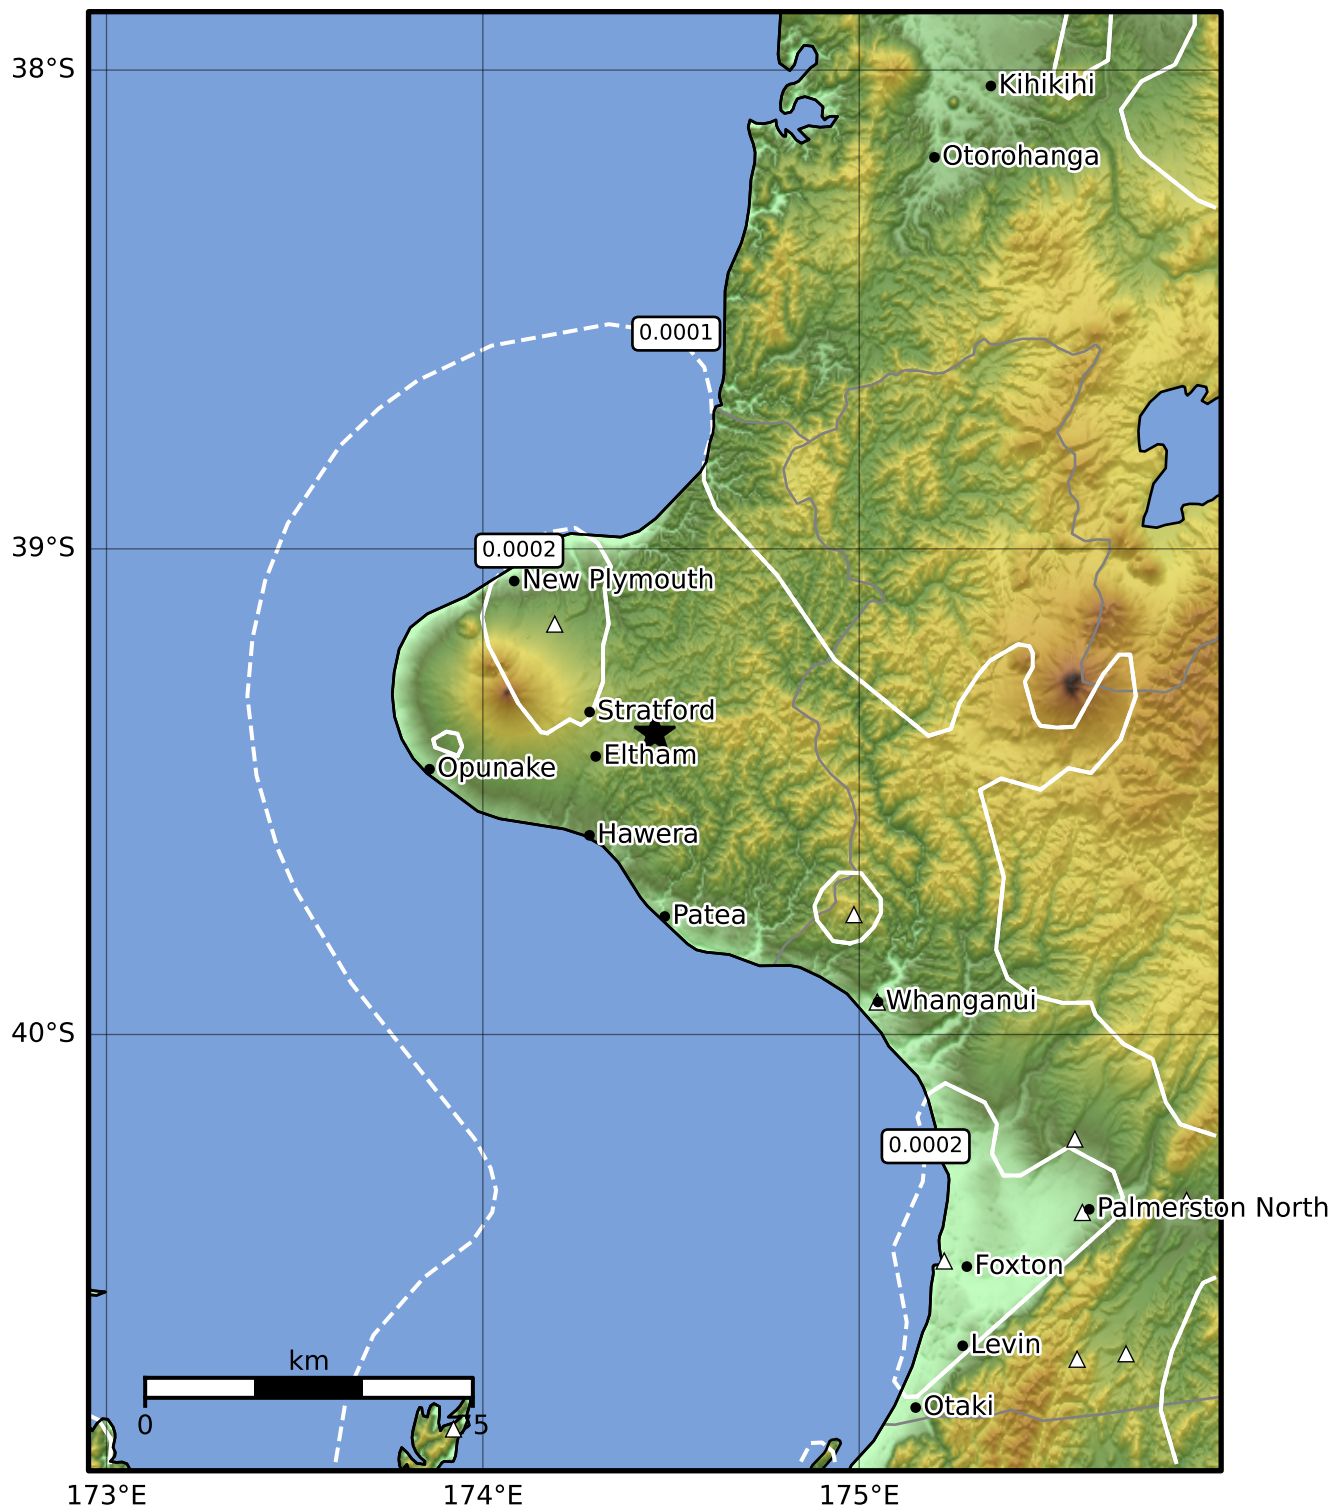 38°S
Kihikihi
Otorohanga
0.0001
39°S
0.0002
New Plymouth
Stratford
Eltham
Opunake
Hawera
Patea
Whanganui
40°S
0.0002
Palmerston North
Foxton
Levin
km
0
Otaki
173°E
174°E
175°E